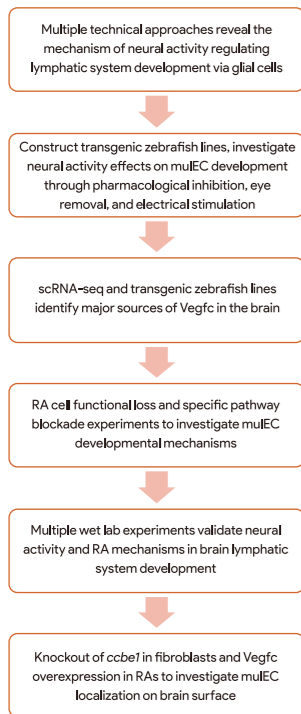 Multiple technical approaches reveal the
mechanism of neural activity regulating
lymphatic system development via glial cells
Construct transgenic zebrafish lines, investigate
neural activity effects on mulEC development
through pharmacological inhibition, eye
removal, and electrical stimulation
scRNA-seq and transgenic zebrafish lines
identify major sources of Vegfc in the brain
RA cell functional loss and specific pathway
blockade experiments to investigate mulEC
developmental mechanisms
Multiple wet lab experiments validate neural
activity and RA mechanisms in brain lymphatic
system development
Knockout of ccbe1 in fibroblasts and Vegfc
overexpression in RAs to investigate mulEC
localization on brain surface